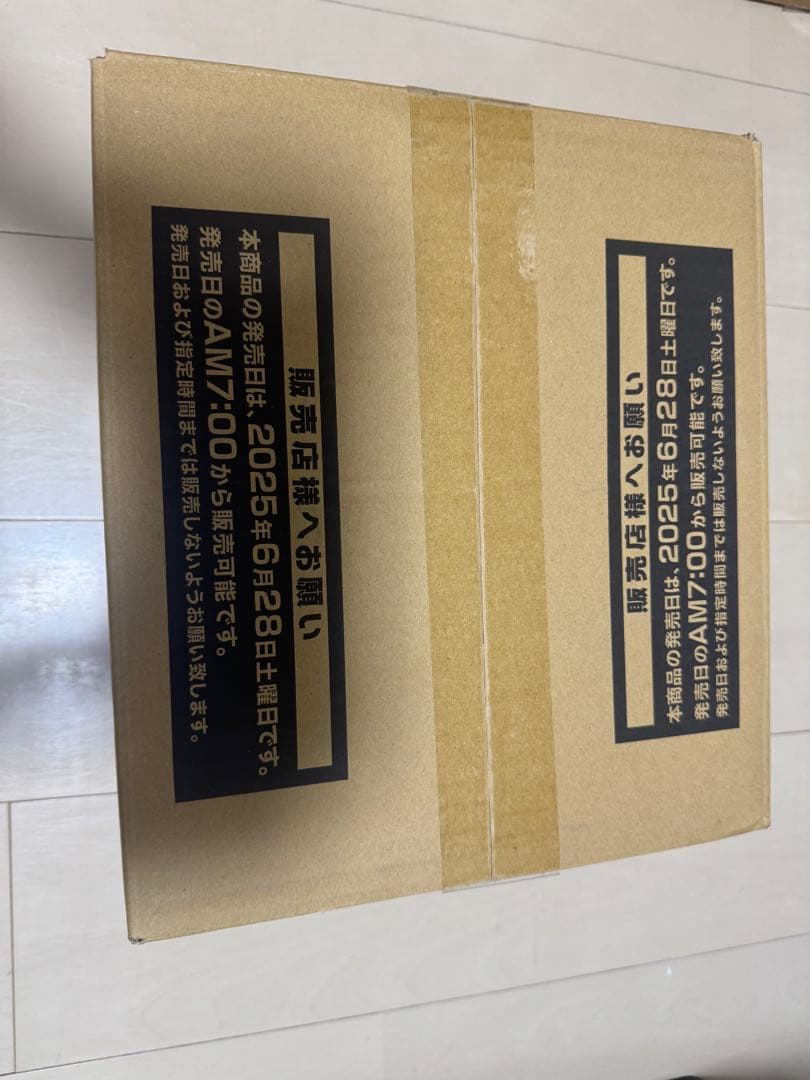 販売店様へお願い
本商品の発売日は、2025年6月28日土曜日です。
発売日のAM7:00から販売可能です。
発売日および指定時間までは販売しないようお願い致します。
販売店様へお願い
本商品の発売日は、2025年6月28日土曜日です。
発売日のAM7:00から販売可能です。
発売日および指定時間までは販売しないようお願い致します。